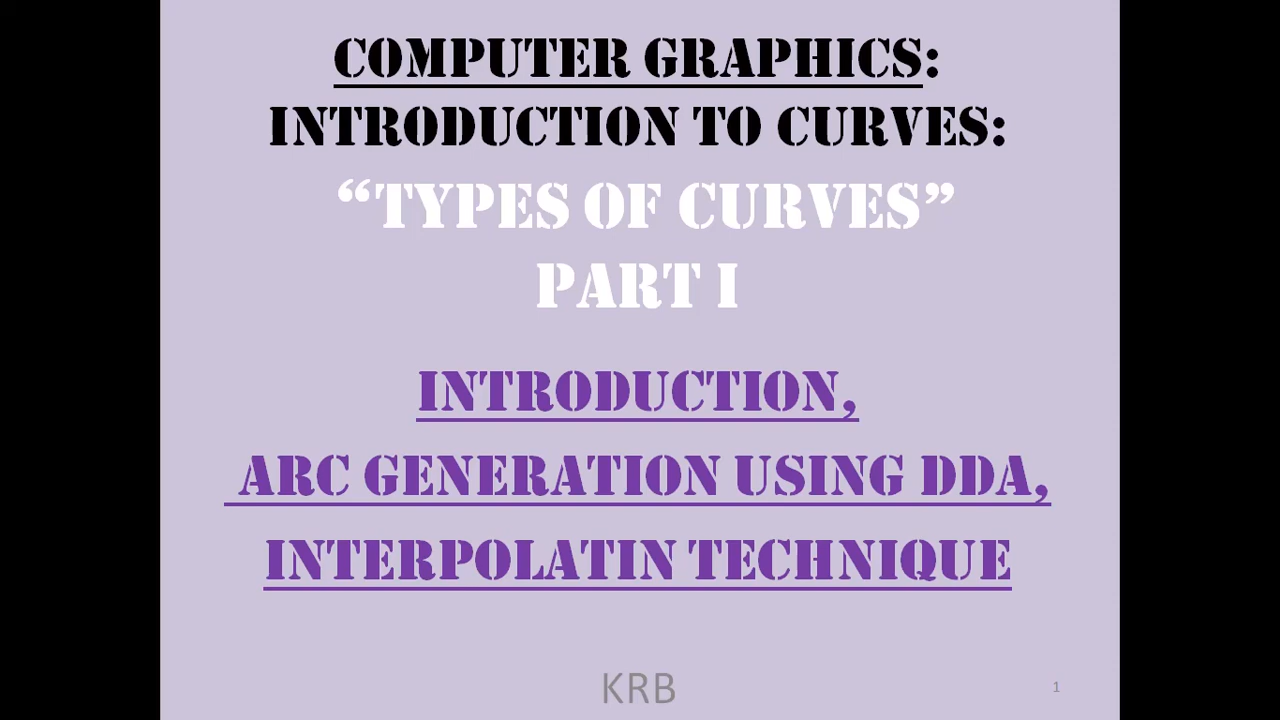 COMPUTER GRAPHICS:
INTRODUCTION TO CURVES:
“TYPES OF CURVES”
PART I
INTRODUCTION,
ARC GENERATION USING DDA,
INTERPOLATIN TECHNIQUE
KRB
1